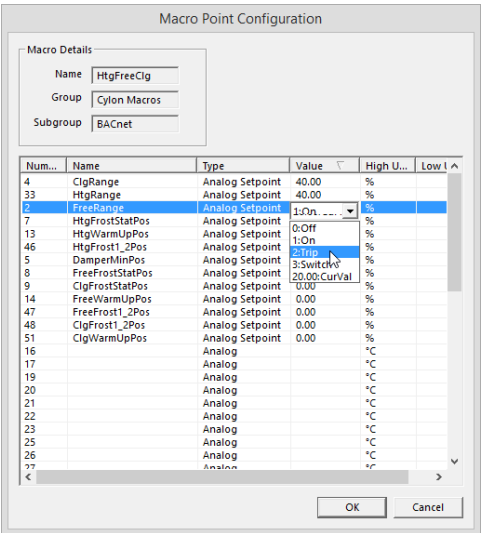 Macro Point Configuration
Macro Details
Name HtgFreeClg
Group Cylon Macros
Subgroup BACnet
Num... Name Type Value High U... Low
4 ClgRange Analog Setpoint 40.00 %
33 HtgRange Analog Setpoint 40.00 %
2 FreeRange Analog Setpoint %
7 HtgFrostStatPos Analog Setpoint 0:Off %
13 HtgWarmUpPos Analog Setpoint 1:On %
46 HtgFrost1_2Pos Analog Setpoint 2:Trip %
5 DamperMinPos Analog Setpoint 3:Switch %
8 FreeFrostStatPos Analog Setpoint 20.00:CurVal %
9 ClgFrostStatPos Analog Setpoint 0.00 %
14 FreeWarmUpPos Analog Setpoint 0.00 %
47 FreeFrost1_2Pos Analog Setpoint 0.00 %
48 ClgFrost1_2Pos Analog Setpoint 0.00 %
51 ClgWarmUpPos Analog Setpoint 0.00 %
16 Analog °C
17 Analog °C
19 Analog °C
20 Analog °C
21 Analog °C
22 Analog °C
23 Analog °C
25 Analog °C
26 Analog °C
27 Analog °C
OK Cancel